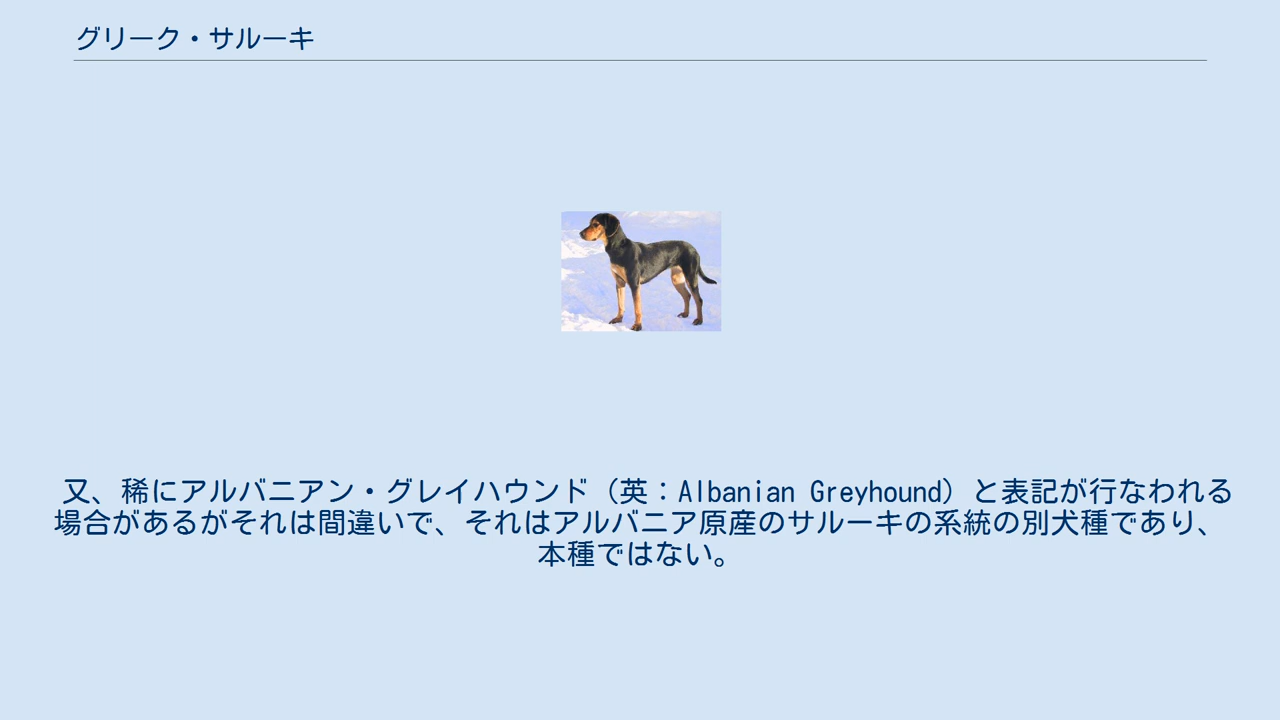 グリーク・サルーキ
又、稀にアルバニアン・グレイハウンド（英：Albanian Greyhound）と表記が行なわれる
場合があるがそれは間違いで、それはアルバニア原産のサルーキの系統の別犬種であり、
本種ではない。